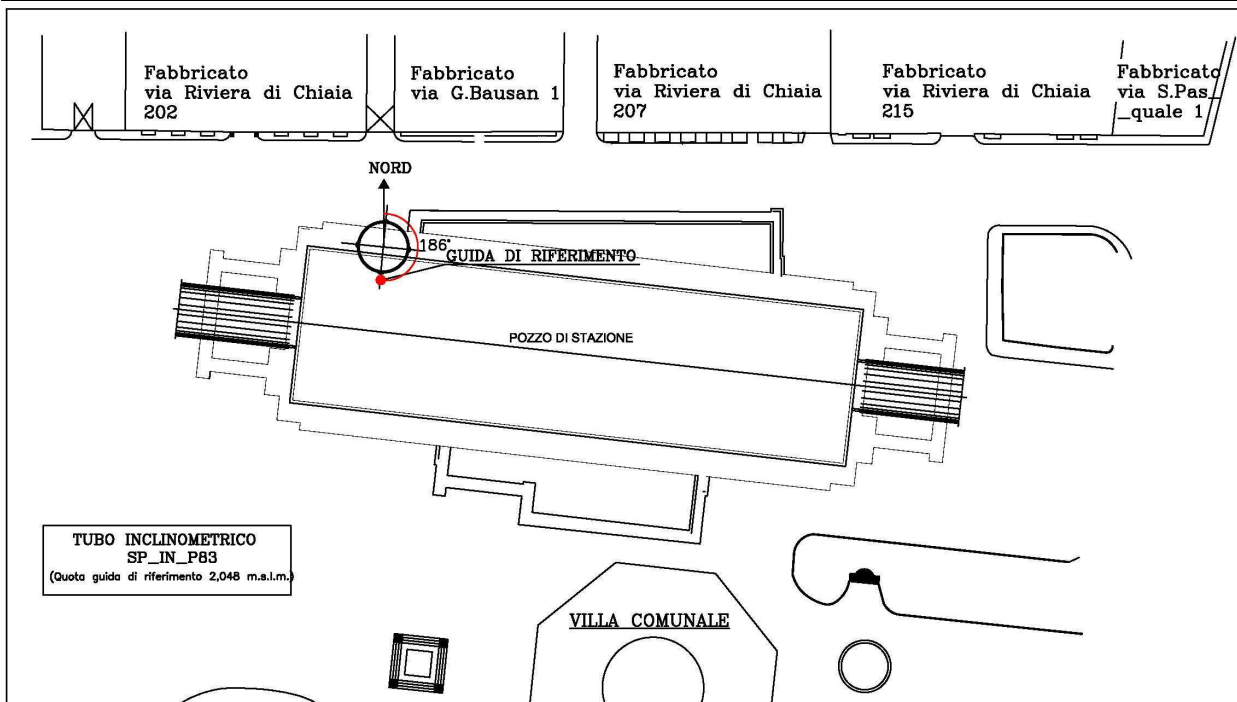 Fabbricato
via Riviera di Chiaia
202
Fabbricato
via G.Bausan 1
Fabbricato
via Riviera di Chiaia
207
Fabbricato
via Riviera di Chiaia
215
Fabbricato
via S.Pas_
_quale 1
NORD
186°
GUIDA DI RIFERIMENTO
POZZO DI STAZIONE
TUBO INCLINOMETRICO
SP_IN_P83
(Quota guida di riferimento 2,048 m.s.l.m.)
VILLA COMUNALE